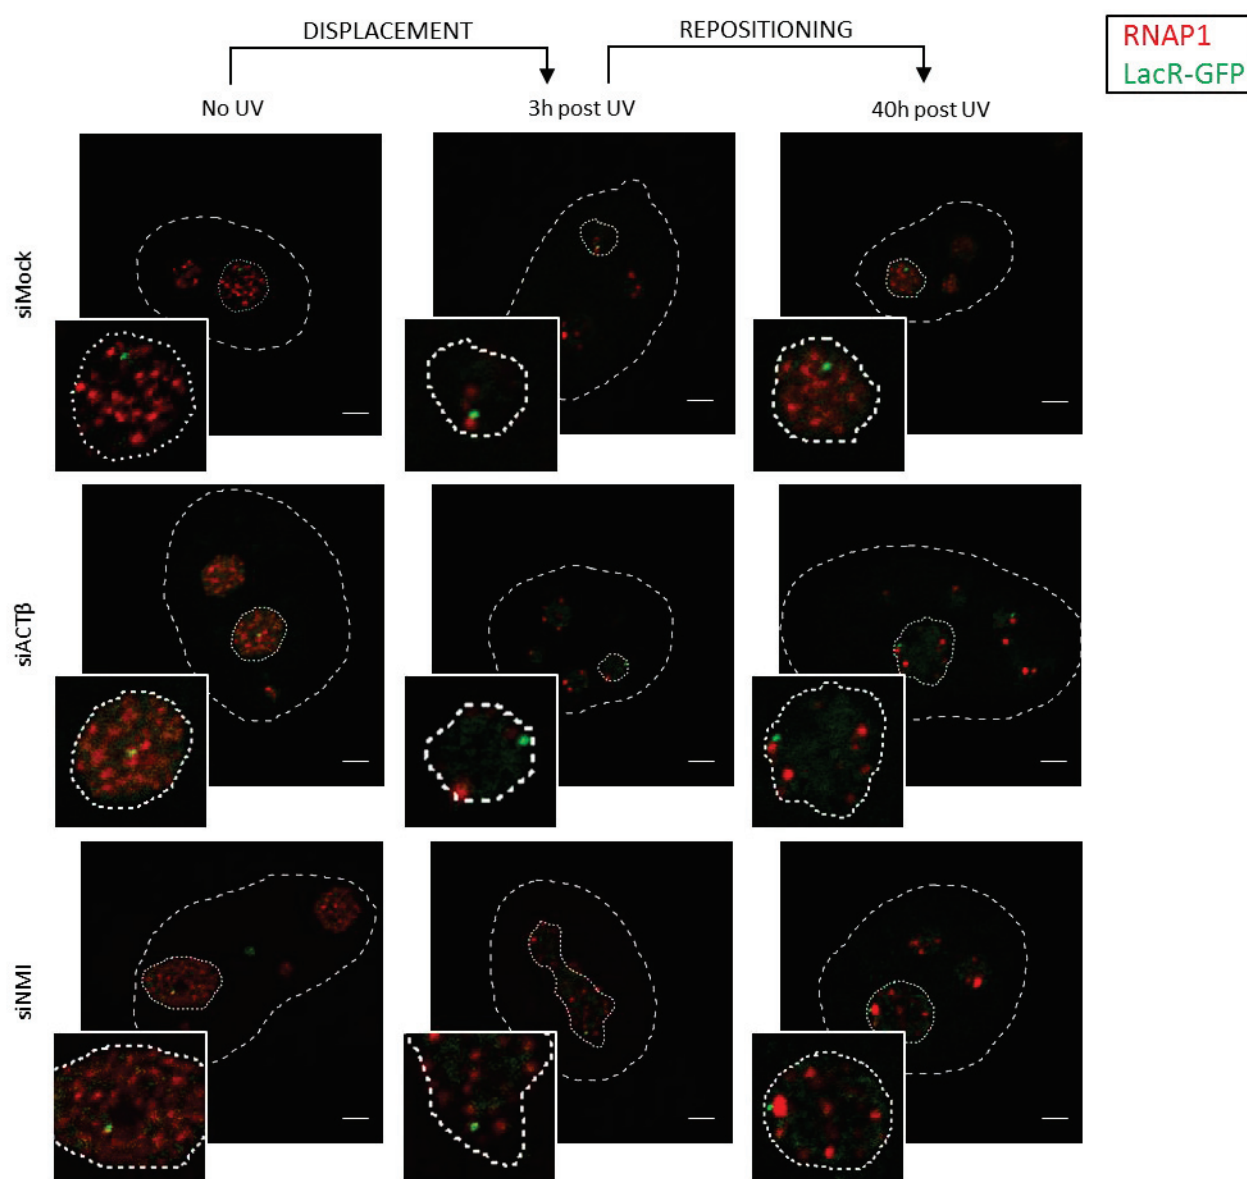 DISPLACEMENT
REPOSITIONING
RNAP1
LacR-GFP
No UV
3h post UV
40h post UV
siMock
siACTβ
siNMI